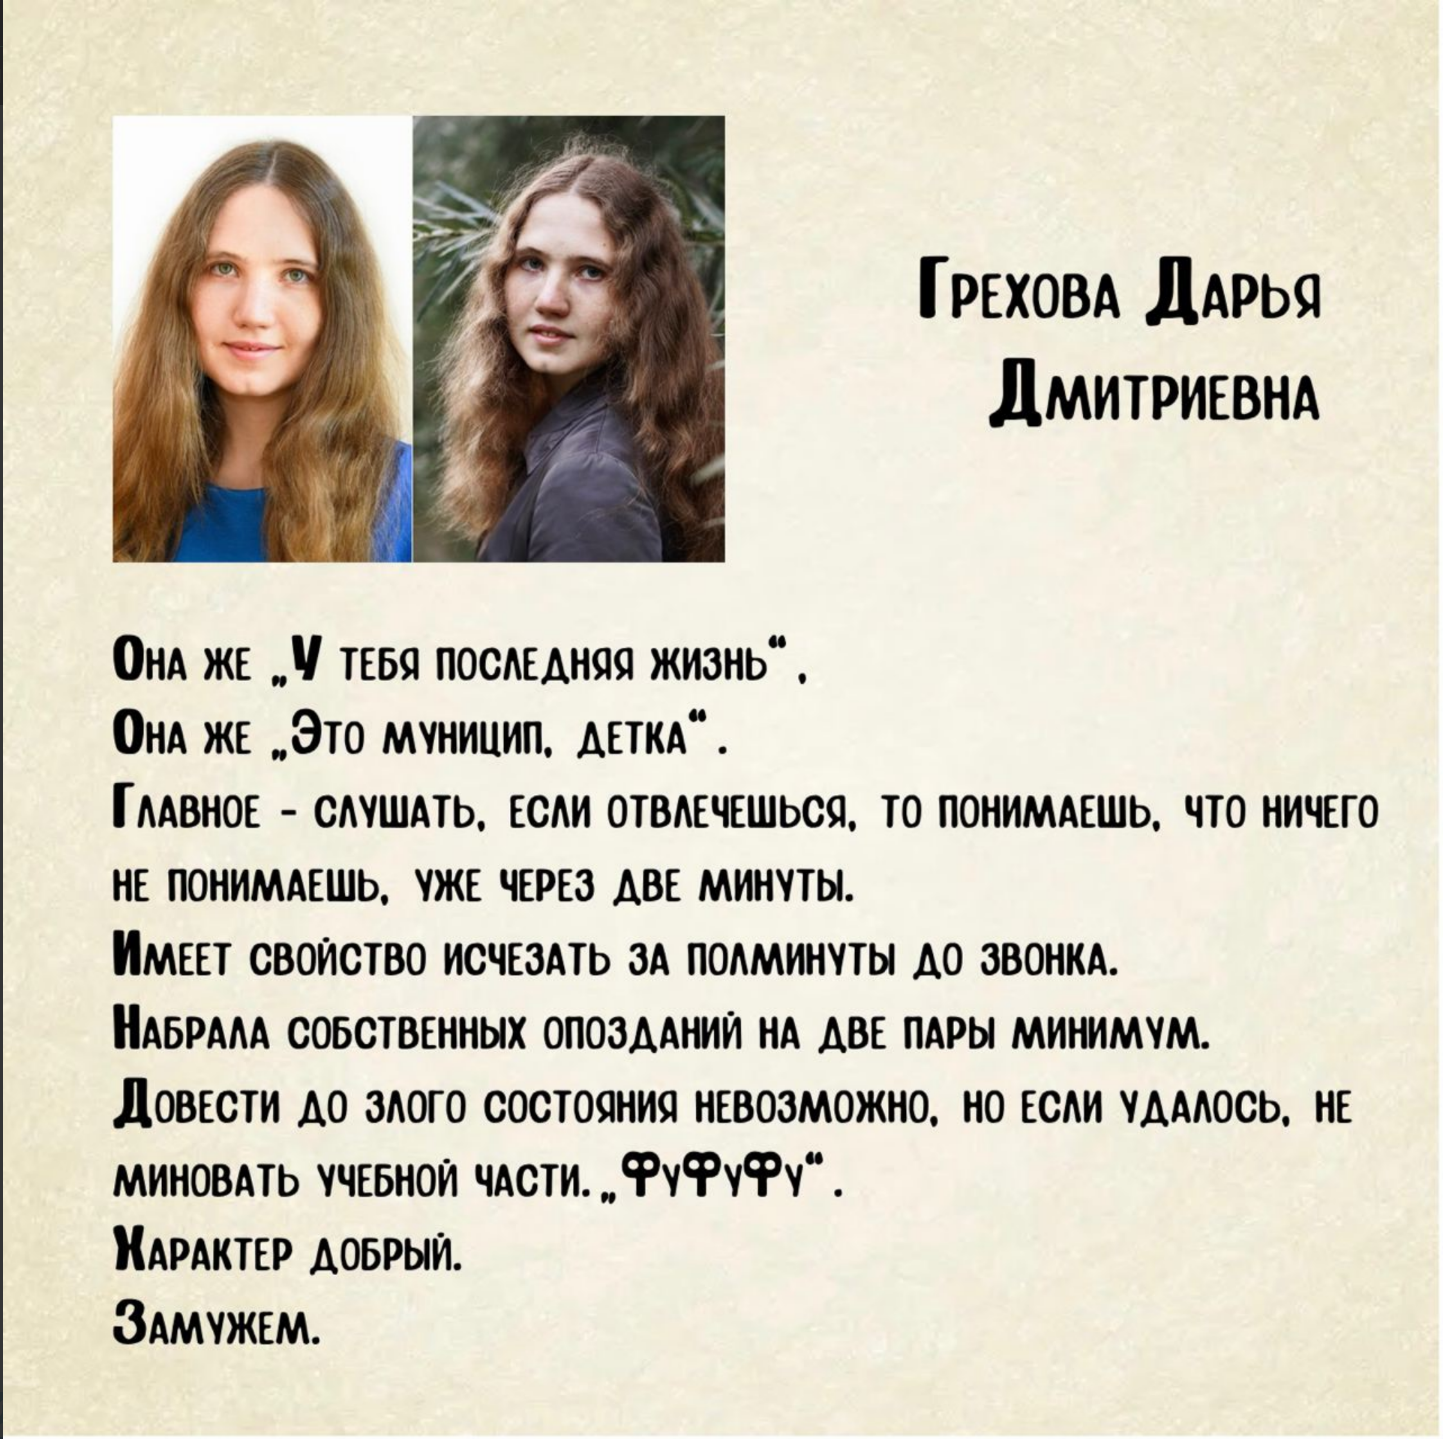 Грехова Дарья
Дмитриевна
Она же „У тебя последняя жизнь“.
Она же „Это муницип, детка“.
Главное - слушать, если отвлечешься, то понимаешь, что ничего
не понимаешь, уже через две минуты.
Имеет свойство исчезать за полминуты до звонка.
Набрала собственных опозданий на две пары минимум.
Довести до злого состояния невозможно, но если удалось, не
миновать учебной части. „ФуФуФу“.
Характер добрый.
Замужем.